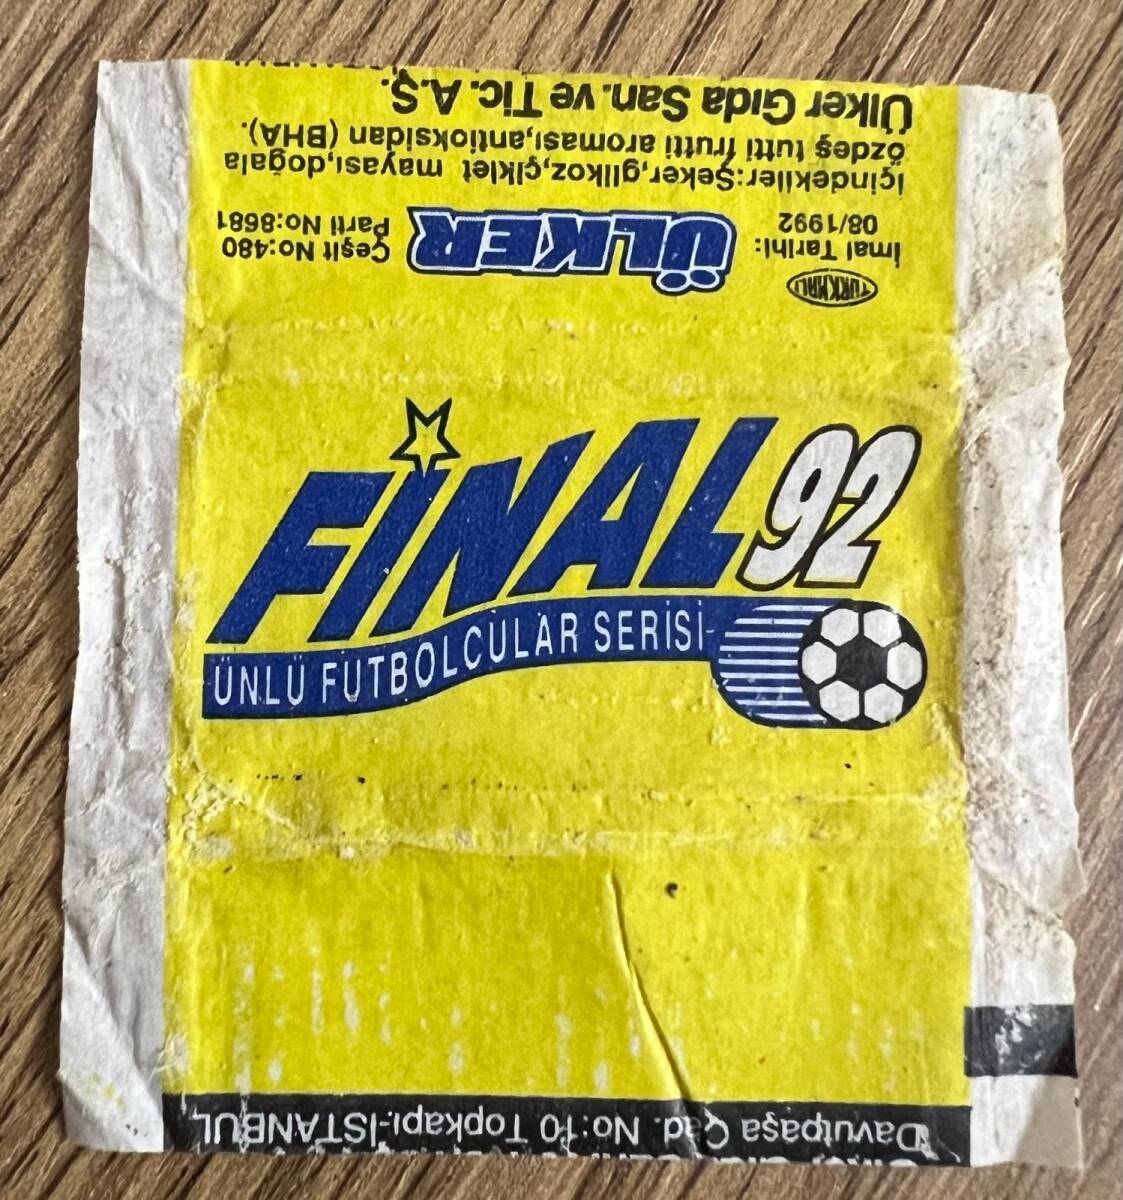 FİNAL 92
ÜNLÜ FUTBOLCULAR SERİSİ
TÜRK MALI
İmal Tarihi:
08/1992
ÜLKER
Çeşit No:480
Parti No:8681
İçindekiler:Şeker,glikoz,çiklet mayası,doğala
özdeş tutti frutti aroması,antioksidan (BHA).
Ülker Gıda San. ve Tic. A.Ş.
Davutpaşa Cad. No:10 Topkapı-İSTANBUL